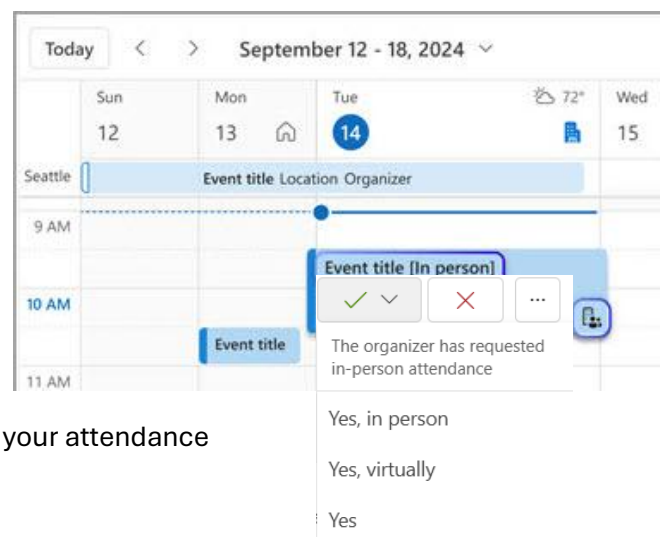 Today September 12 - 18, 2024
Sun Mon Tue 72° Wed
12 13 14 15
Seattle Event title Location Organizer
9 AM
Event title [In person]
10 AM
Event title
The organizer has requested
in-person attendance
11 AM
Yes, in person
your attendance
Yes, virtually
Yes